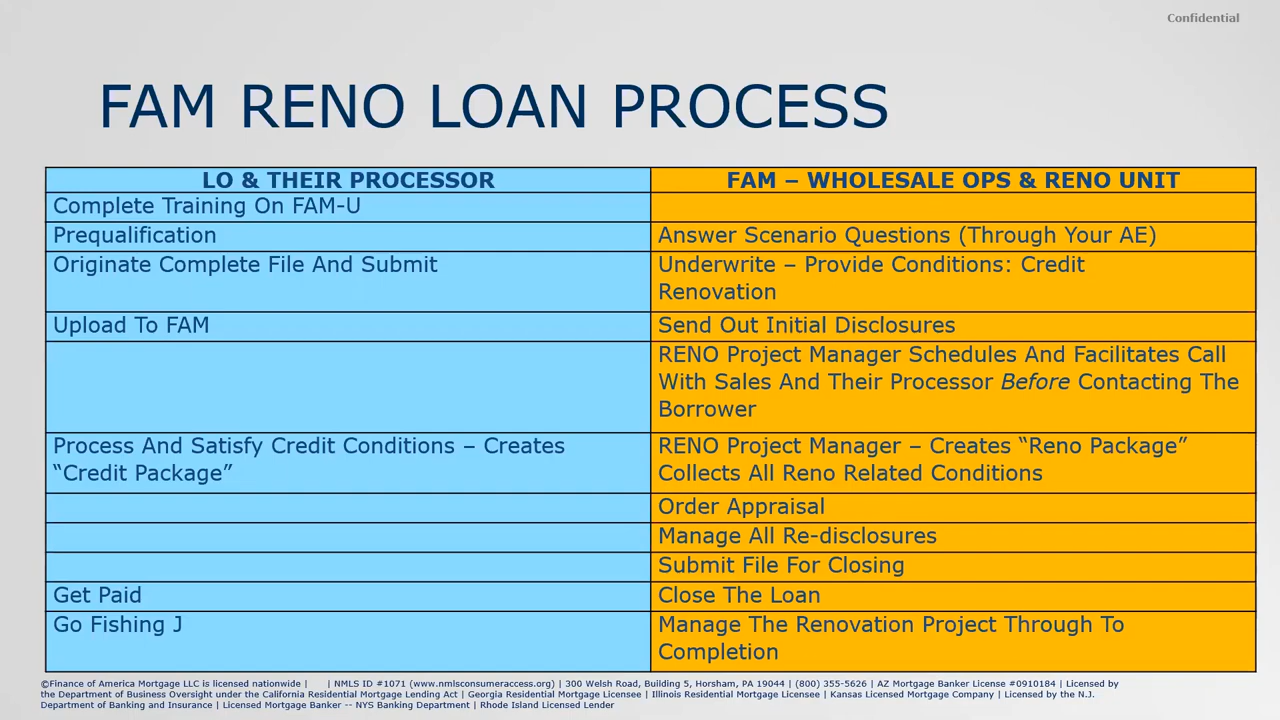 Confidential
FAM RENO LOAN PROCESS
LO & THEIR PROCESSOR
FAM – WHOLESALE OPS & RENO UNIT
Complete Training On FAM-U
Prequalification
Answer Scenario Questions (Through Your AE)
Originate Complete File And Submit
Underwrite – Provide Conditions: Credit
Renovation
Upload To FAM
Send Out Initial Disclosures
RENO Project Manager Schedules And Facilitates Call
With Sales And Their Processor Before Contacting The
Borrower
Process And Satisfy Credit Conditions – Creates
“Credit Package”
RENO Project Manager – Creates “Reno Package”
Collects All Reno Related Conditions
Order Appraisal
Manage All Re-disclosures
Submit File For Closing
Get Paid
Close The Loan
Go Fishing J
Manage The Renovation Project Through To
Completion
©Finance of America Mortgage LLC is licensed nationwide | | NMLS ID #1071 (www.nmlsconsumeraccess.org) | 300 Welsh Road, Building 5, Horsham, PA 19044 | (800) 355-5626 | AZ Mortgage Banker License #0910184 | Licensed by
the Department of Business Oversight under the California Residential Mortgage Lending Act | Georgia Residential Mortgage Licensee | Illinois Residential Mortgage Licensee | Kansas Licensed Mortgage Company | Licensed by the N.J.
Department of Banking and Insurance | Licensed Mortgage Banker -- NYS Banking Department | Rhode Island Licensed Lender